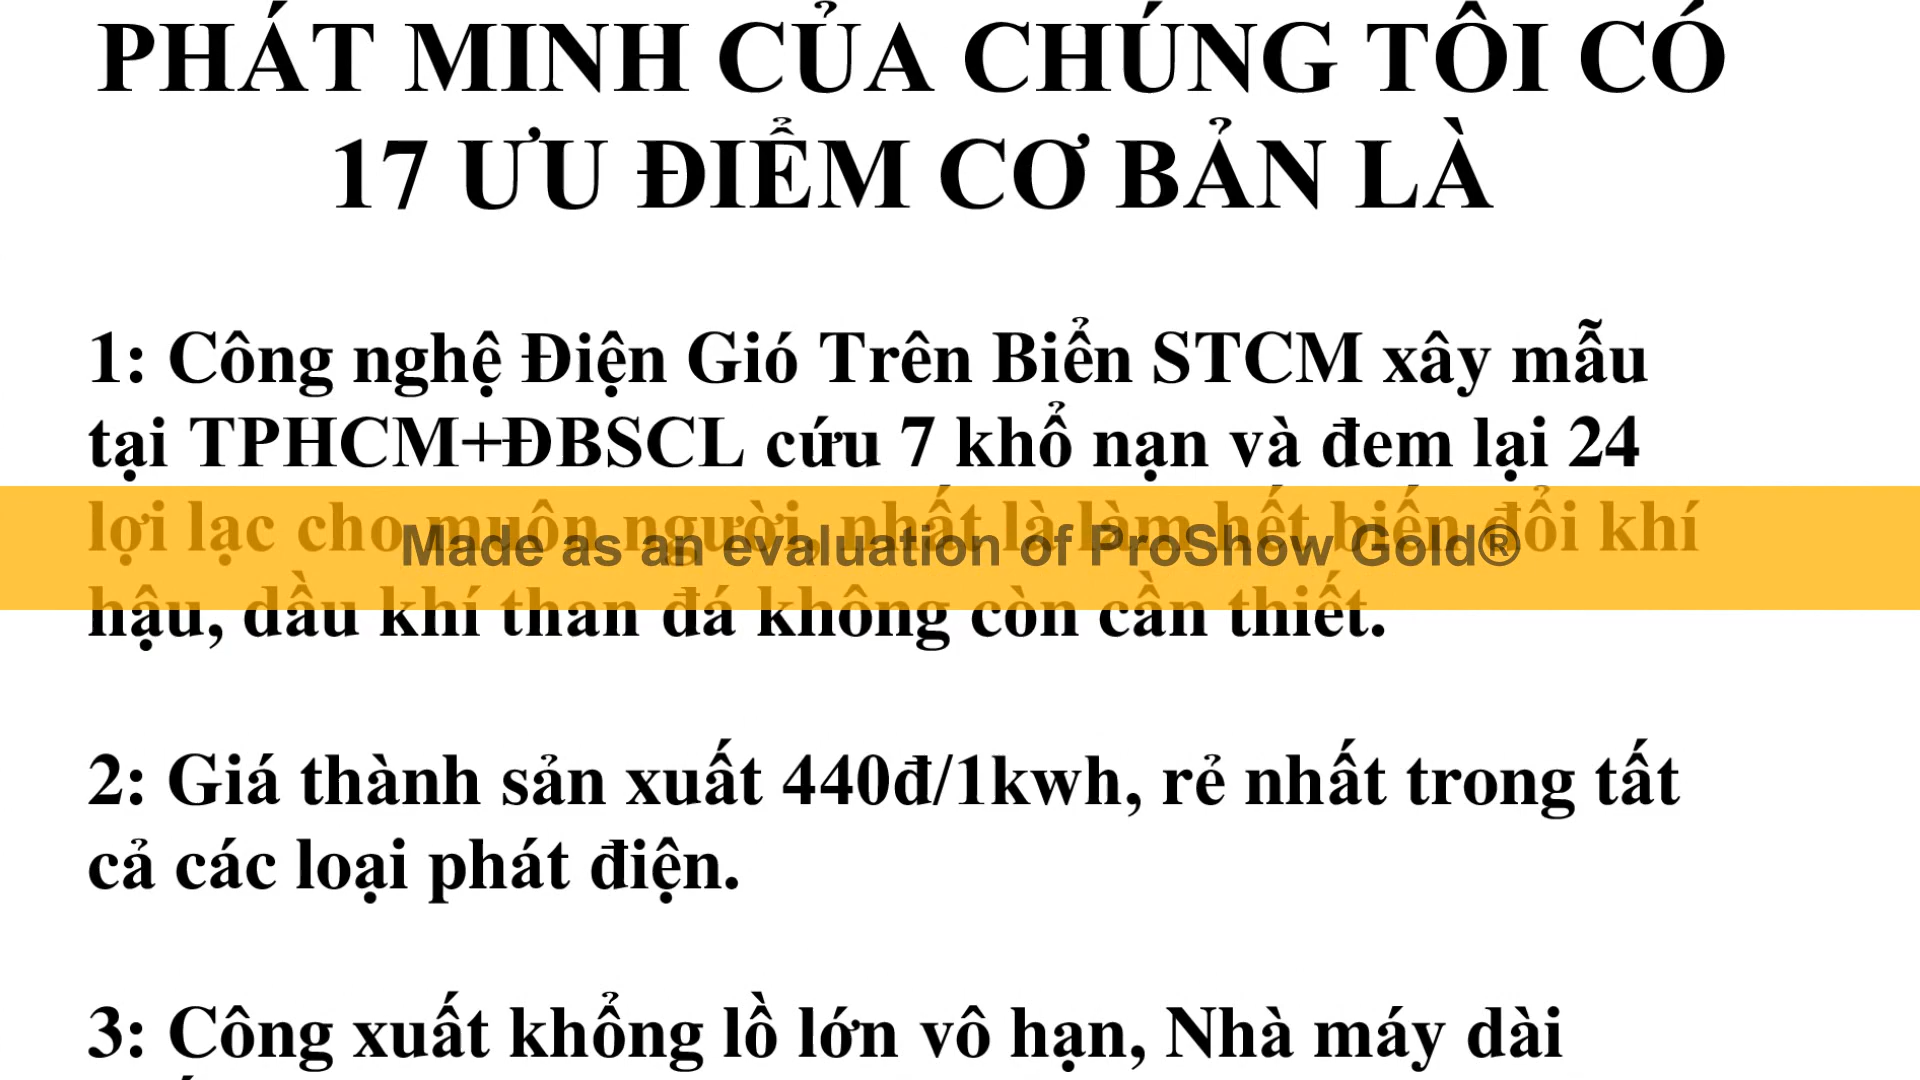 PHÁT MINH CỦA CHÚNG TÔI CÓ
17 ƯU ĐIỂM CƠ BẢN LÀ
1: Công nghệ Điện Gió Trên Biển STCM xây mẫu
tại TPHCM+ĐBSCL cứu 7 khổ nạn và đem lại 24
lợi lạc cho muôn người, nhất là làm hết biến đổi khí
Made as an evaluation of ProShow Gold®
hậu, dầu khí than đá không còn cần thiết.
2: Giá thành sản xuất 440đ/1kwh, rẻ nhất trong tất
cả các loại phát điện.
3: Công xuất khổng lồ lớn vô hạn, Nhà máy dài